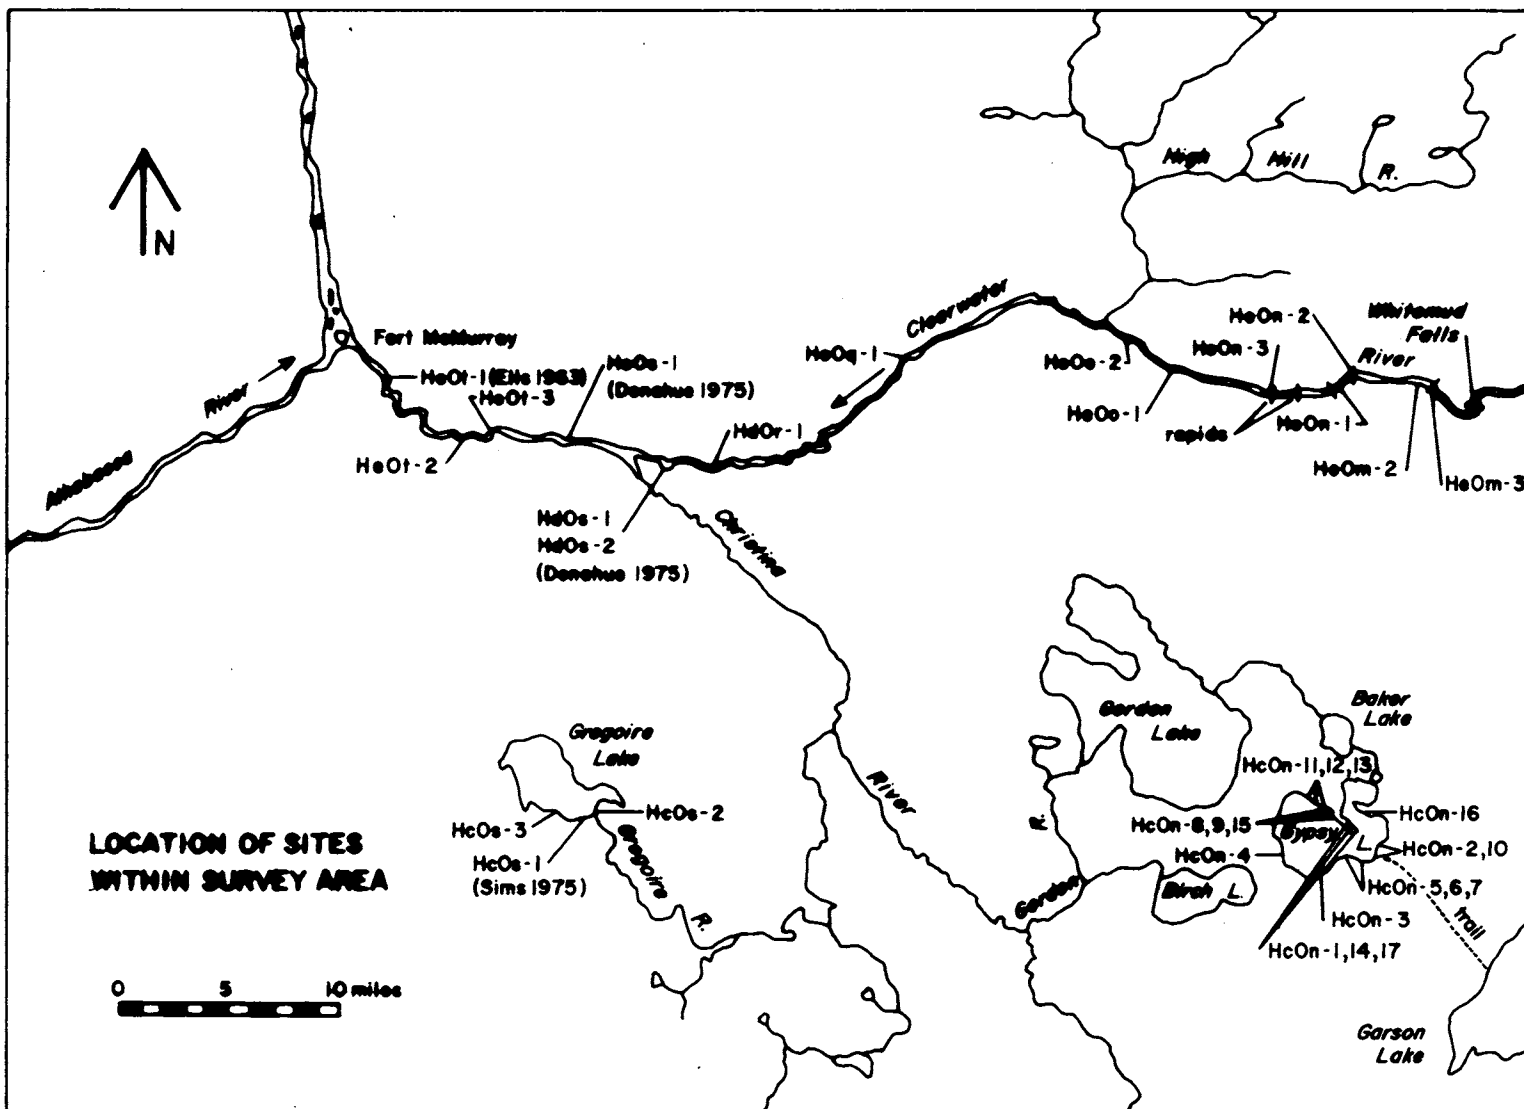 High Hill R.
N
Clearwater
HeOn-2
Whitemud
Falls
Fort McMurray
HeOq-1
HeOs-1
(Donahue 1975)
HeOo-2
HeOn-3
River
River
HeOt-1 (Ellis 1963)
HeOt-3
HeOo-1
rapids
HeOn-1
HdOr-1
HeOt-2
HeOm-2
HeOm-3
Athabasca
HdOs-1
HdOs-2
(Donahue 1975)
Christina
Gregoire
Lake
Gordon
Lake
Baker
Lake
HcOn-11,12,13
River
R.
HcOs-3
HcOs-2
HcOn-8,9,15
HcOn-16
Gypsy
L.
HcOn-4
HcOn-2,10
LOCATION OF SITES
WITHIN SURVEY AREA
HcOs-1
(Sims 1975)
Gregoire
R.
Gordon
Birch L.
HcOn-5,6,7
HcOn-3
trail
HcOn-1,14,17
0 5 10 miles
Garson
Lake